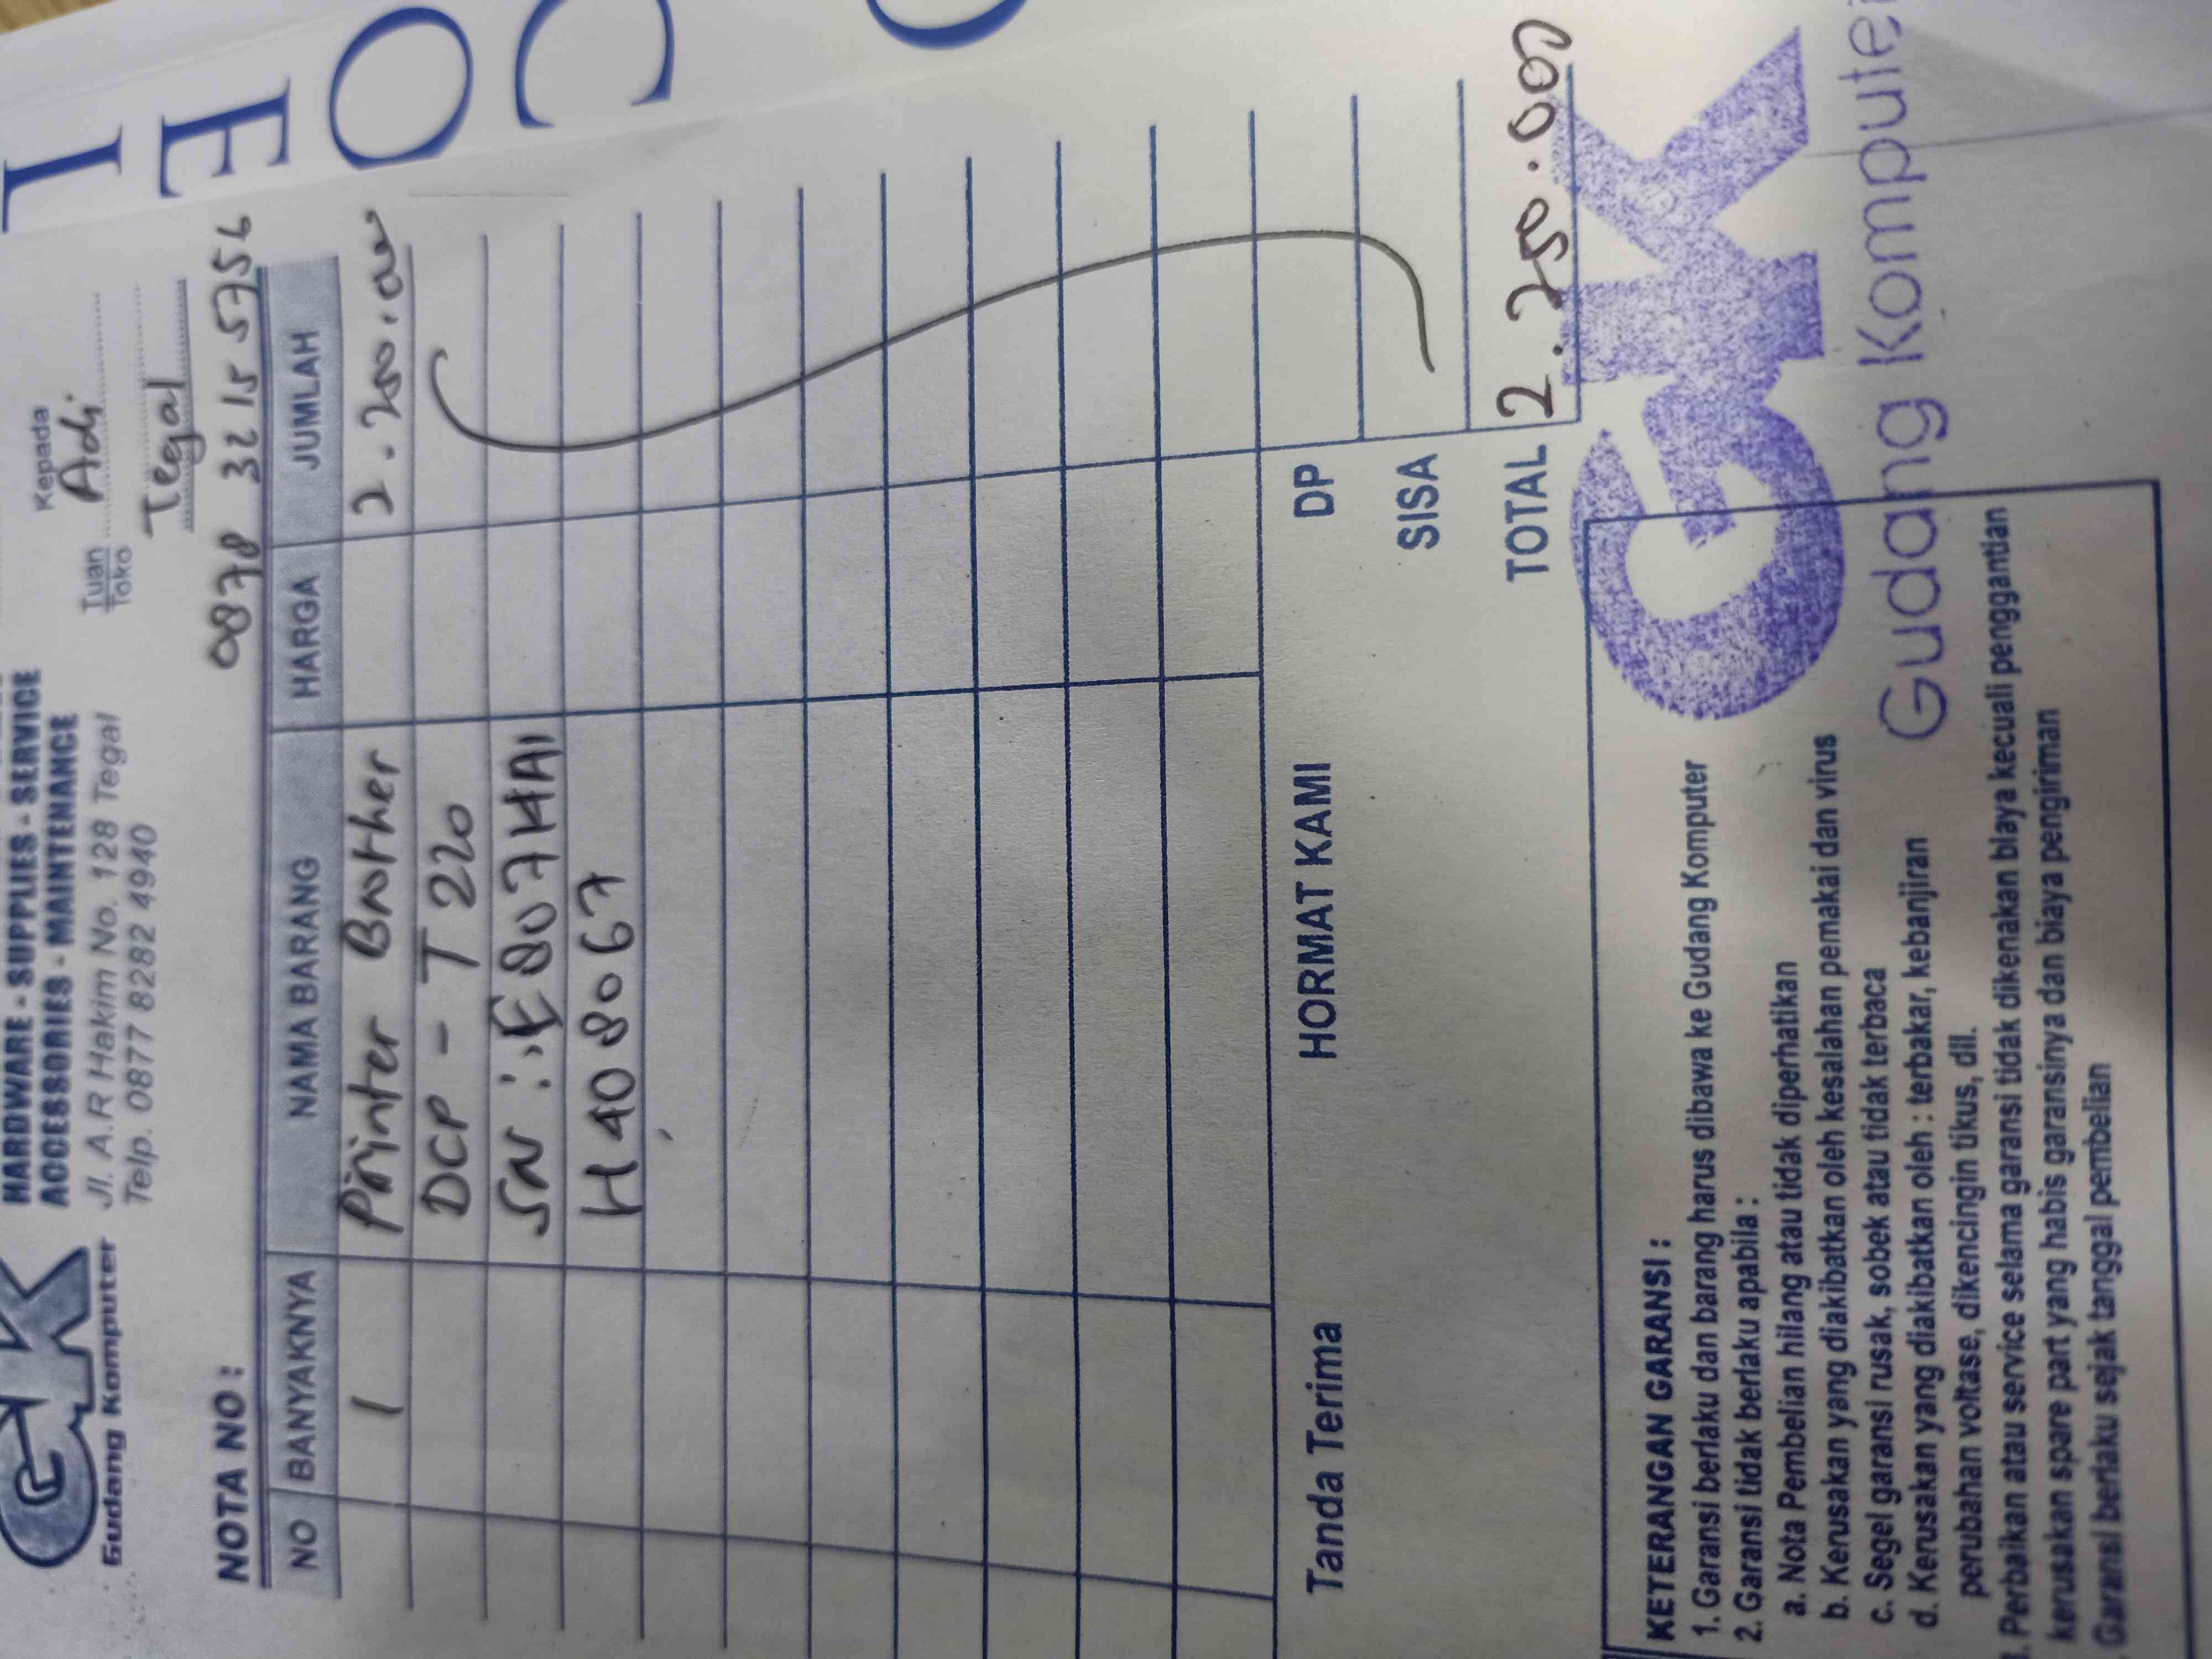 HARDWARE - SUPPLIES - SERVICE
ACCESSORIES - MAINTENANCE
Jl. A.R Hakim No. 128 Tegal
Telp. 0877 8282 4940
GK
Gudang Komputer
Kepada
Tuan
Toko
Adi
Tegal
0878 3215 5756
NOTA NO :
NO BANYAKNYA NAMA BARANG HARGA JUMLAH
1 Printer Brother 2.250.000
DCP - T220
SN : E807HA1
H408067
Tanda Terima HORMAT KAMI DP
SISA
TOTAL 2.250.000
GK
Gudang Komputer
KETERANGAN GARANSI :
1. Garansi berlaku dan barang harus dibawa ke Gudang Komputer
2. Garansi tidak berlaku apabila :
a. Nota Pembelian hilang atau tidak diperhatikan
b. Kerusakan yang diakibatkan oleh kesalahan pemakai dan virus
c. Segel garansi rusak, sobek atau tidak terbaca
d. Kerusakan yang diakibatkan oleh : terbakar, kebanjiran
perubahan voltase, dikencingin tikus, dll.
Perbaikan atau service selama garansi tidak dikenakan biaya kecuali penggantian
kerusakan spare part yang habis garansinya dan biaya pengiriman
Garansi berlaku sejak tanggal pembelian